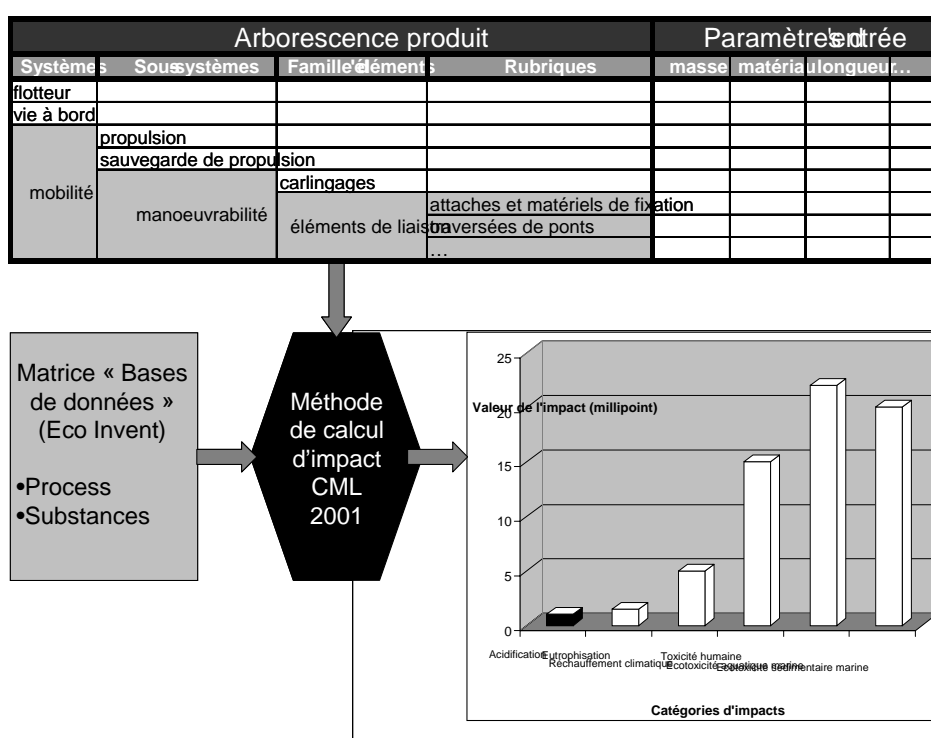 Arborescence produit Paramètres d'entrée
Systèmes Sous-systèmes Famille d'éléments Rubriques masse matériau longueur …
flotteur
vie à bord
propulsion
sauvegarde de propulsion
mobilité
carlingages
manoeuvrabilité
attaches et matériels de fixation
éléments de liaison
traversées de ponts
…
Matrice « Bases
de données »
(Eco Invent)
•Process
•Substances
Méthode
de calcul
d'impact
CML
2001
Valeur de l'impact (millipoint)
25
20
15
10
5
0
Acidification
Eutrophisation
Réchauffement climatique
Toxicité humaine
Ecotoxicité aquatique marine
Ecotoxicité sédimentaire marine
Catégories d'impacts